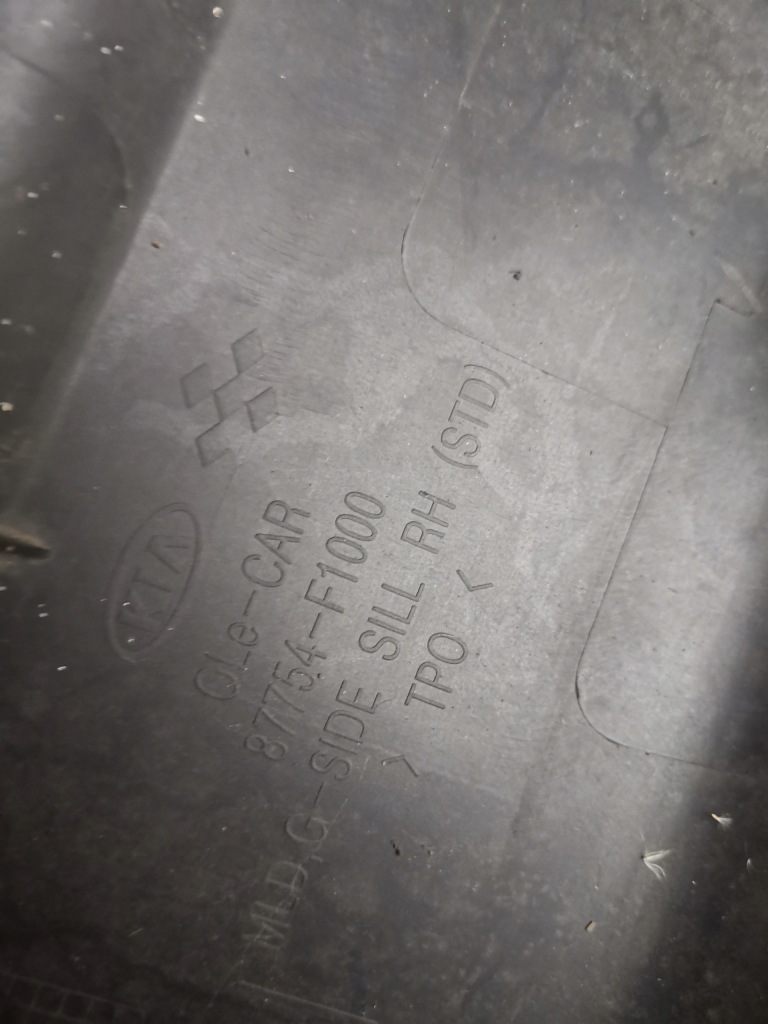 KIA
QLe-CAR
87754-F1000
MLD,G-SIDE SILL RH (STD)
> TPO <